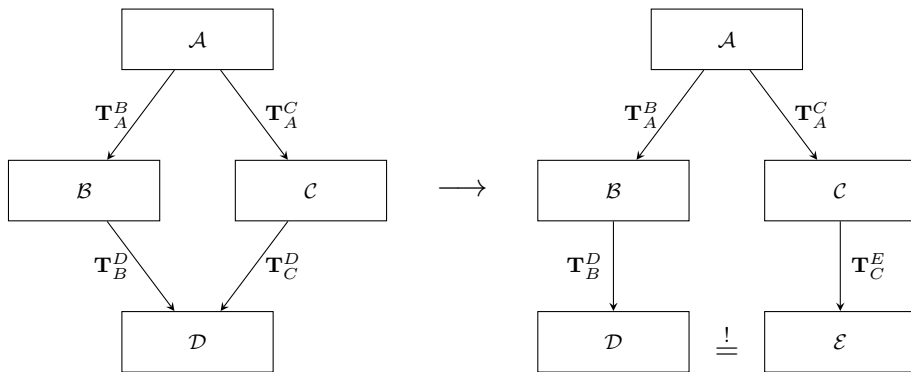 𝒜 𝒜
𝐓_A^B 𝐓_A^C 𝐓_A^B 𝐓_A^C
ℬ 𝒞 ⟶ ℬ 𝒞
𝐓_B^D 𝐓_C^D 𝐓_B^D 𝐓_C^E
𝒟 𝒟 =^! ℰ